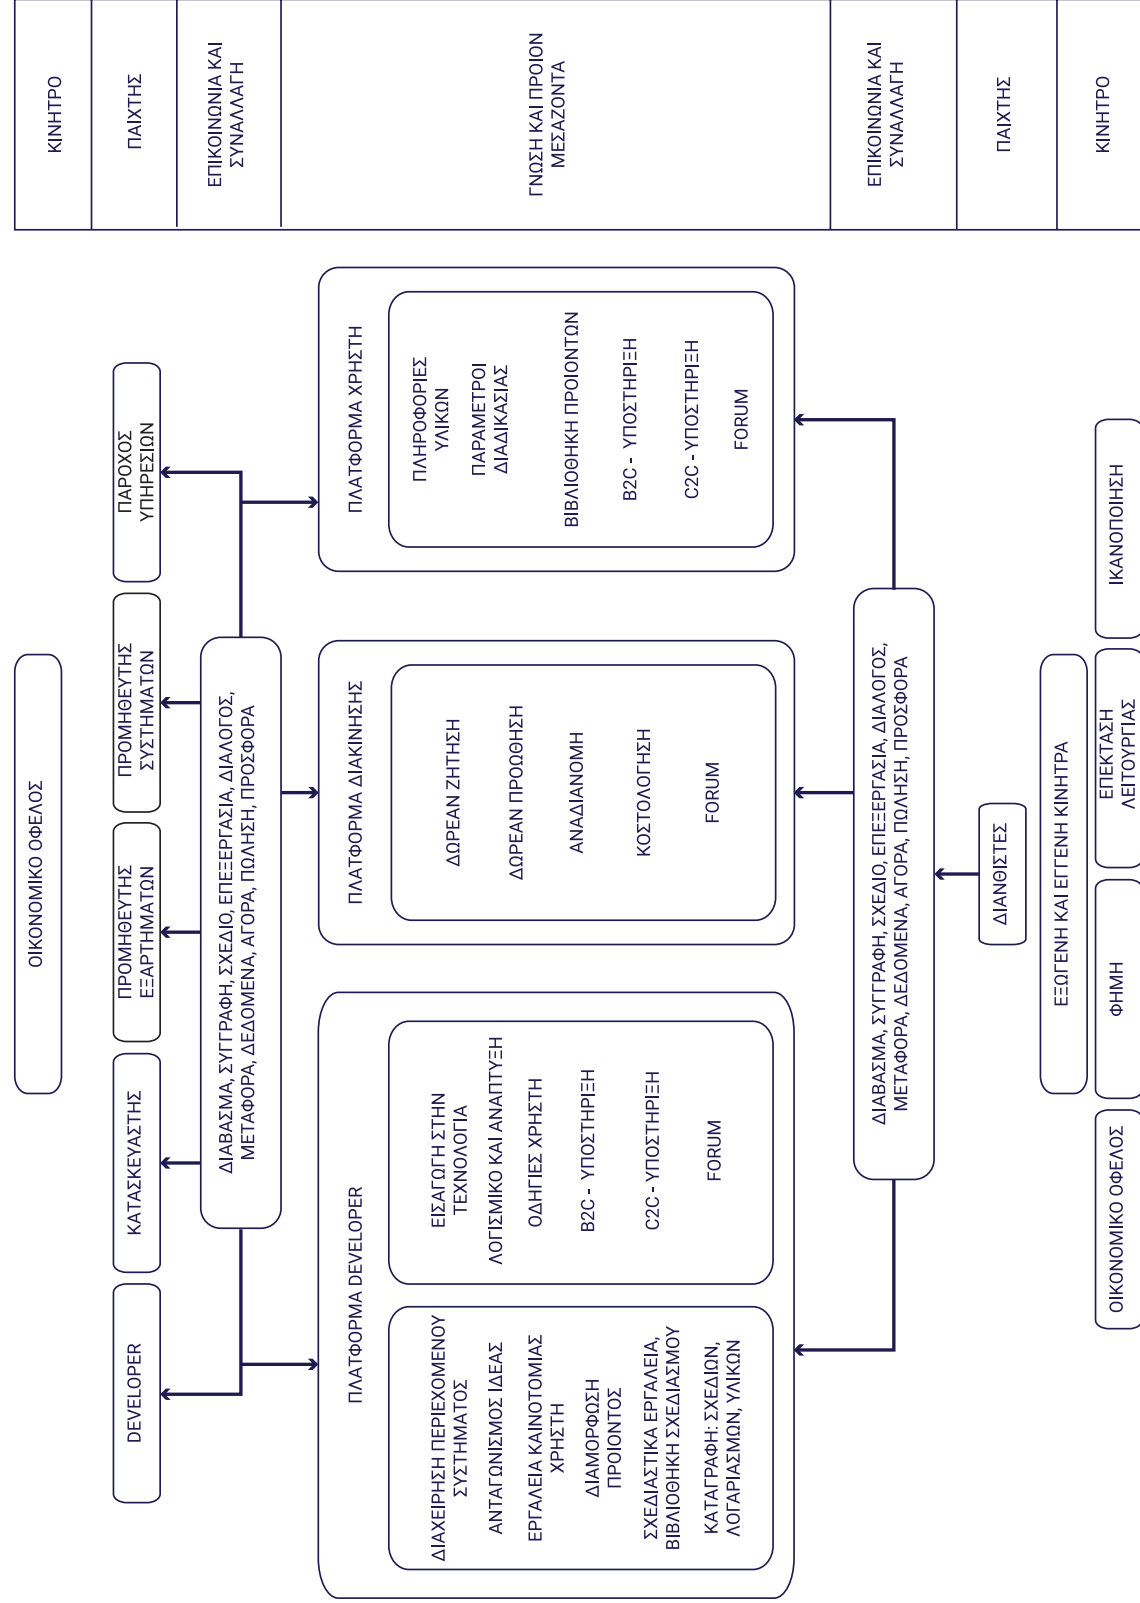 ΟΙΚΟΝΟΜΙΚΟ ΟΦΕΛΟΣ
ΚΙΝΗΤΡΟ
DEVELOPER
ΚΑΤΑΣΚΕΥΑΣΤΗΣ
ΠΡΟΜΗΘΕΥΤΗΣ
ΕΞΑΡΤΗΜΑΤΩΝ
ΠΡΟΜΗΘΕΥΤΗΣ
ΣΥΣΤΗΜΑΤΩΝ
ΠΑΡΟΧΟΣ
ΥΠΗΡΕΣΙΩΝ
ΠΑΙΧΤΗΣ
ΔΙΑΒΑΣΜΑ, ΣΥΓΓΡΑΦΗ, ΣΧΕΔΙΟ, ΕΠΕΞΕΡΓΑΣΙΑ, ΔΙΑΛΟΓΟΣ,
ΜΕΤΑΦΟΡΑ, ΔΕΔΟΜΕΝΑ, ΑΓΟΡΑ, ΠΩΛΗΣΗ, ΠΡΟΣΦΟΡΑ
ΕΠΙΚΟΙΝΩΝΙΑ ΚΑΙ
ΣΥΝΑΛΛΑΓΗ
ΠΛΑΤΦΟΡΜΑ DEVELOPER
ΔΙΑΧΕΙΡΗΣΗ ΠΕΡΙΕΧΟΜΕΝΟΥ
ΣΥΣΤΗΜΑΤΟΣ
ΑΝΤΑΓΩΝΙΣΜΟΣ ΙΔΕΑΣ
ΕΡΓΑΛΕΙΑ ΚΑΙΝΟΤΟΜΙΑΣ
ΧΡΗΣΤΗ
ΔΙΑΜΟΡΦΩΣΗ
ΠΡΟΙΟΝΤΟΣ
ΣΧΕΔΙΑΣΤΙΚΑ ΕΡΓΑΛΕΙΑ,
ΒΙΒΛΙΟΘΗΚΗ ΣΧΕΔΙΑΣΜΟΥ
ΚΑΤΑΓΡΑΦΗ: ΣΧΕΔΙΩΝ,
ΛΟΓΑΡΙΑΣΜΩΝ, ΥΛΙΚΩΝ
ΕΙΣΑΓΩΓΗ ΣΤΗΝ
ΤΕΧΝΟΛΟΓΙΑ
ΛΟΓΙΣΜΙΚΟ ΚΑΙ ΑΝΑΠΤΥΞΗ
ΟΔΗΓΙΕΣ ΧΡΗΣΤΗ
B2C - ΥΠΟΣΤΗΡΙΞΗ
C2C - ΥΠΟΣΤΗΡΙΞΗ
FORUM
ΠΛΑΤΦΟΡΜΑ ΔΙΑΚΙΝΗΣΗΣ
ΔΩΡΕΑΝ ΖΗΤΗΣΗ
ΔΩΡΕΑΝ ΠΡΟΩΘΗΣΗ
ΑΝΑΔΙΑΝΟΜΗ
ΚΟΣΤΟΛΟΓΗΣΗ
FORUM
ΠΛΑΤΦΟΡΜΑ ΧΡΗΣΤΗ
ΠΛΗΡΟΦΟΡΙΕΣ
ΥΛΙΚΩΝ
ΠΑΡΑΜΕΤΡΟΙ
ΔΙΑΔΙΚΑΣΙΑΣ
ΒΙΒΛΙΟΘΗΚΗ ΠΡΟΙΟΝΤΩΝ
B2C - ΥΠΟΣΤΗΡΙΞΗ
C2C - ΥΠΟΣΤΗΡΙΞΗ
FORUM
ΓΝΩΣΗ ΚΑΙ ΠΡΟΙΟΝ
ΜΕΣΑΖΟΝΤΑ
ΔΙΑΒΑΣΜΑ, ΣΥΓΓΡΑΦΗ, ΣΧΕΔΙΟ, ΕΠΕΞΕΡΓΑΣΙΑ, ΔΙΑΛΟΓΟΣ,
ΜΕΤΑΦΟΡΑ, ΔΕΔΟΜΕΝΑ, ΑΓΟΡΑ, ΠΩΛΗΣΗ, ΠΡΟΣΦΟΡΑ
ΕΠΙΚΟΙΝΩΝΙΑ ΚΑΙ
ΣΥΝΑΛΛΑΓΗ
ΔΙΑΝΘΙΣΤΕΣ
ΠΑΙΧΤΗΣ
ΕΞΩΓΕΝΗ ΚΑΙ ΕΓΓΕΝΗ ΚΙΝΗΤΡΑ
ΟΙΚΟΝΟΜΙΚΟ ΟΦΕΛΟΣ
ΦΗΜΗ
ΕΠΕΚΤΑΣΗ
ΛΕΙΤΟΥΡΓΙΑΣ
ΙΚΑΝΟΠΟΙΗΣΗ
ΚΙΝΗΤΡΟ